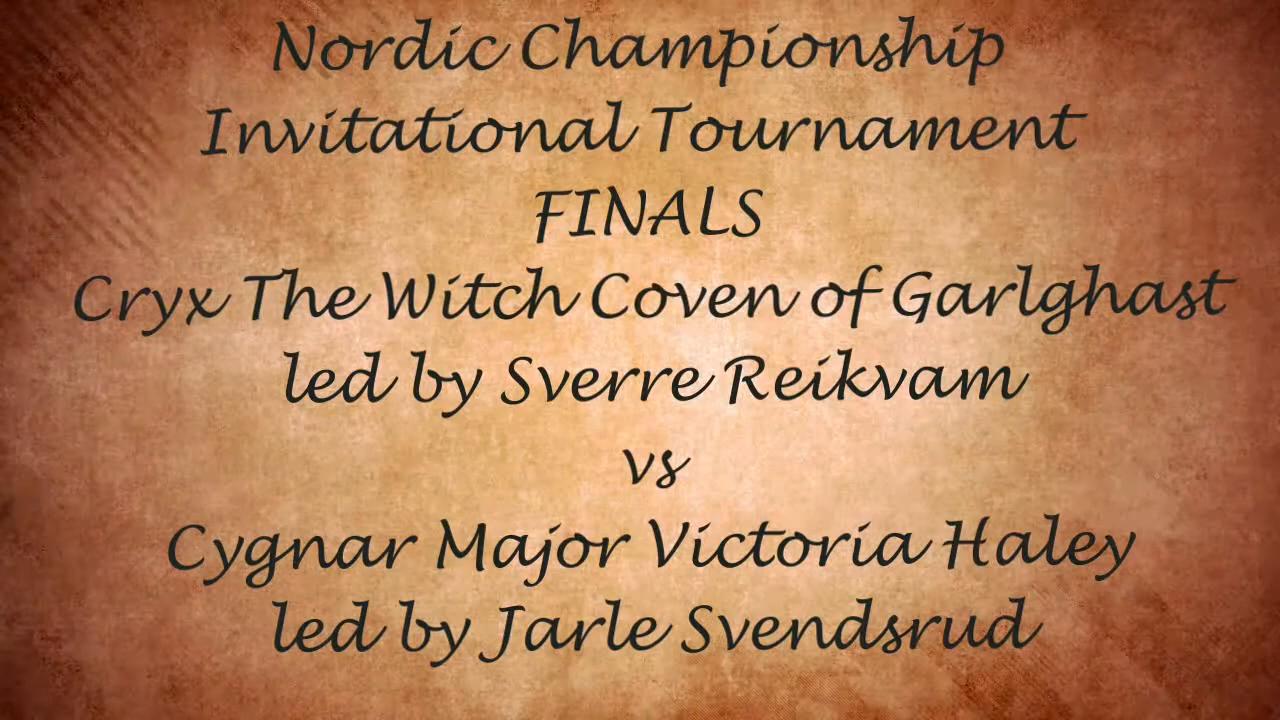 Nordic Championship
Invitational Tournament
FINALS
Cryx The Witch Coven of Garlghast
led by Sverre Reikvam
vs
Cygnar Major Victoria Haley
led by Jarle Svendsrud